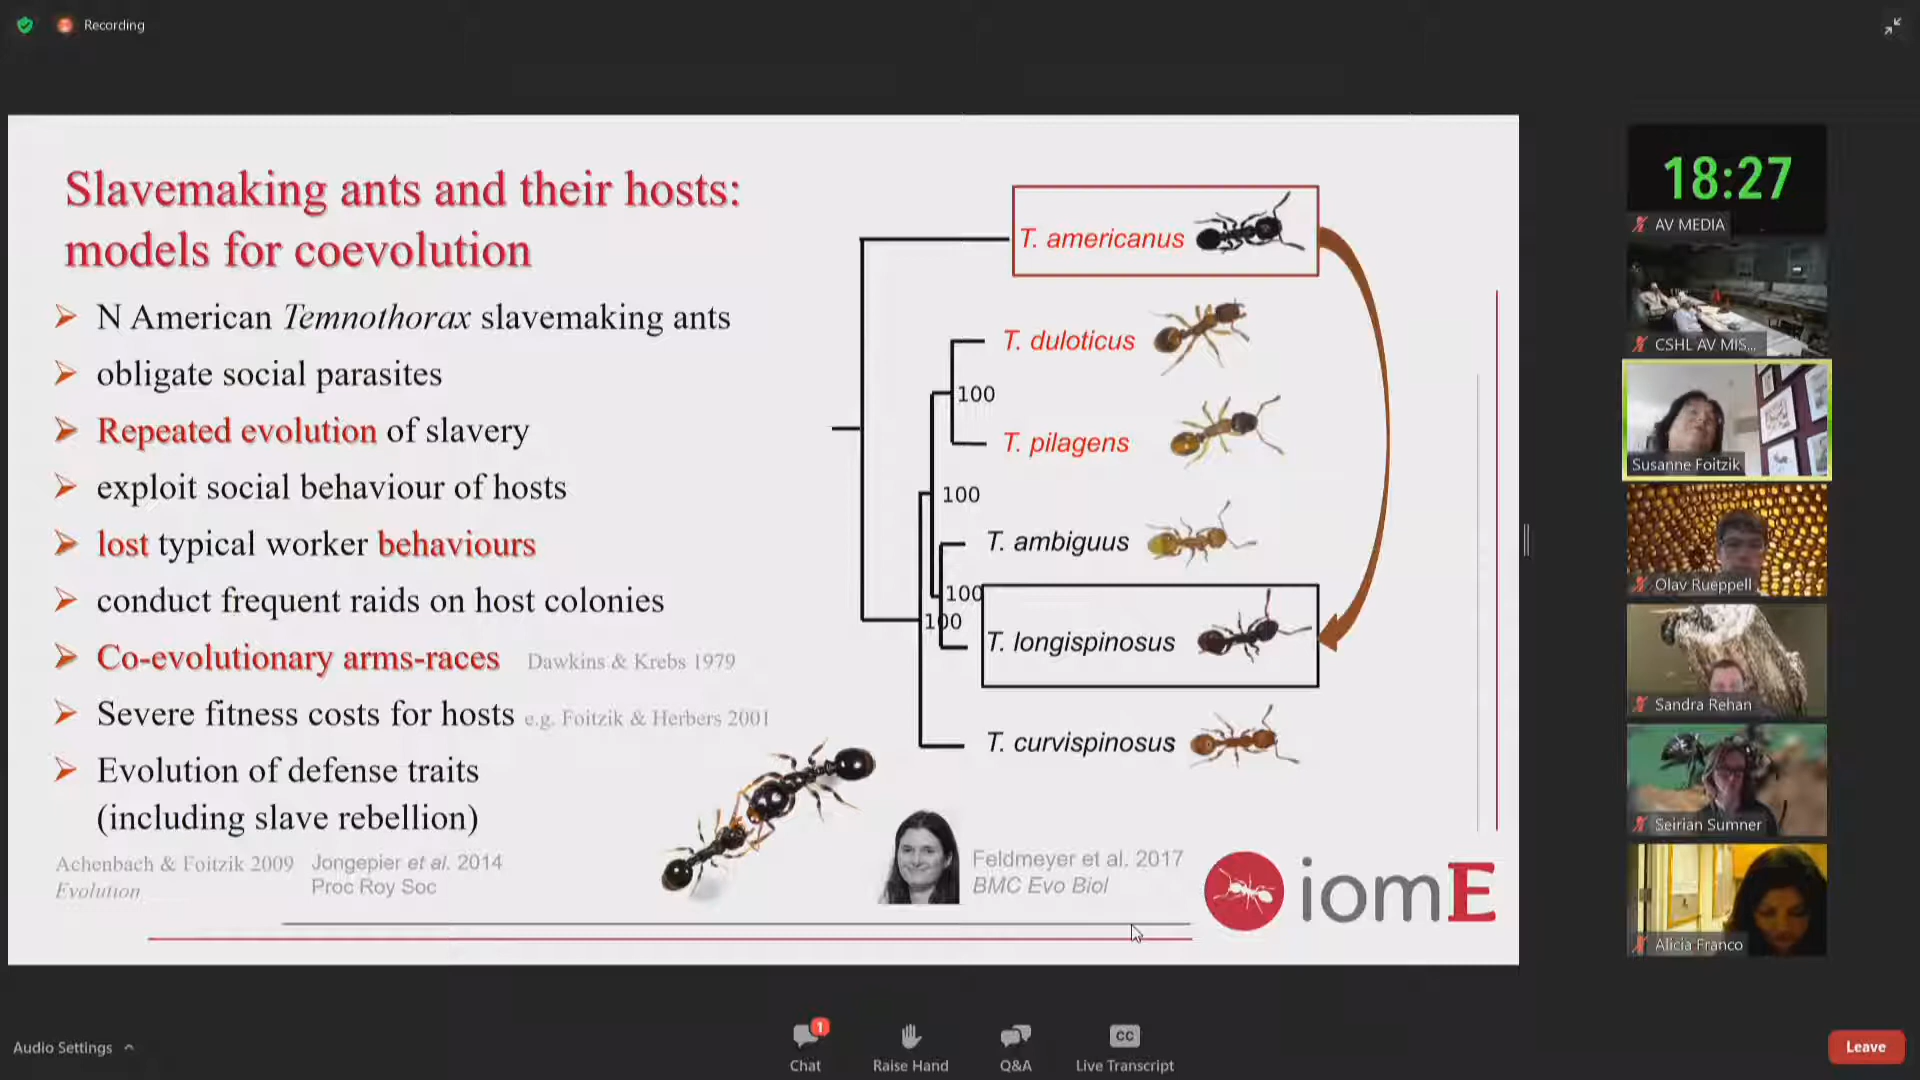 Recording
Slavemaking ants and their hosts:
models for coevolution
N American Temnothorax slavemaking ants
obligate social parasites
Repeated evolution of slavery
exploit social behaviour of hosts
lost typical worker behaviours
conduct frequent raids on host colonies
Co-evolutionary arms-races Dawkins & Krebs 1979
Severe fitness costs for hosts e.g. Foitzik & Herbers 2001
Evolution of defense traits
(including slave rebellion)
Achenbach & Foitzik 2009
Evolution
Jongepier et al. 2014
Proc Roy Soc
T. americanus
T. duloticus
100
T. pilagens
100
T. ambiguus
100
100
T. longispinosus
T. curvispinosus
Feldmeyer et al. 2017
BMC Evo Biol
iomE
18:27
AV MEDIA
CSHL AV MIS...
Susanne Foitzik
Olav Rueppell
Sandra Rehan
Seirian Sumner
Alicia Franco
Audio Settings
1
Chat
Raise Hand
Q&A
CC
Live Transcript
Leave